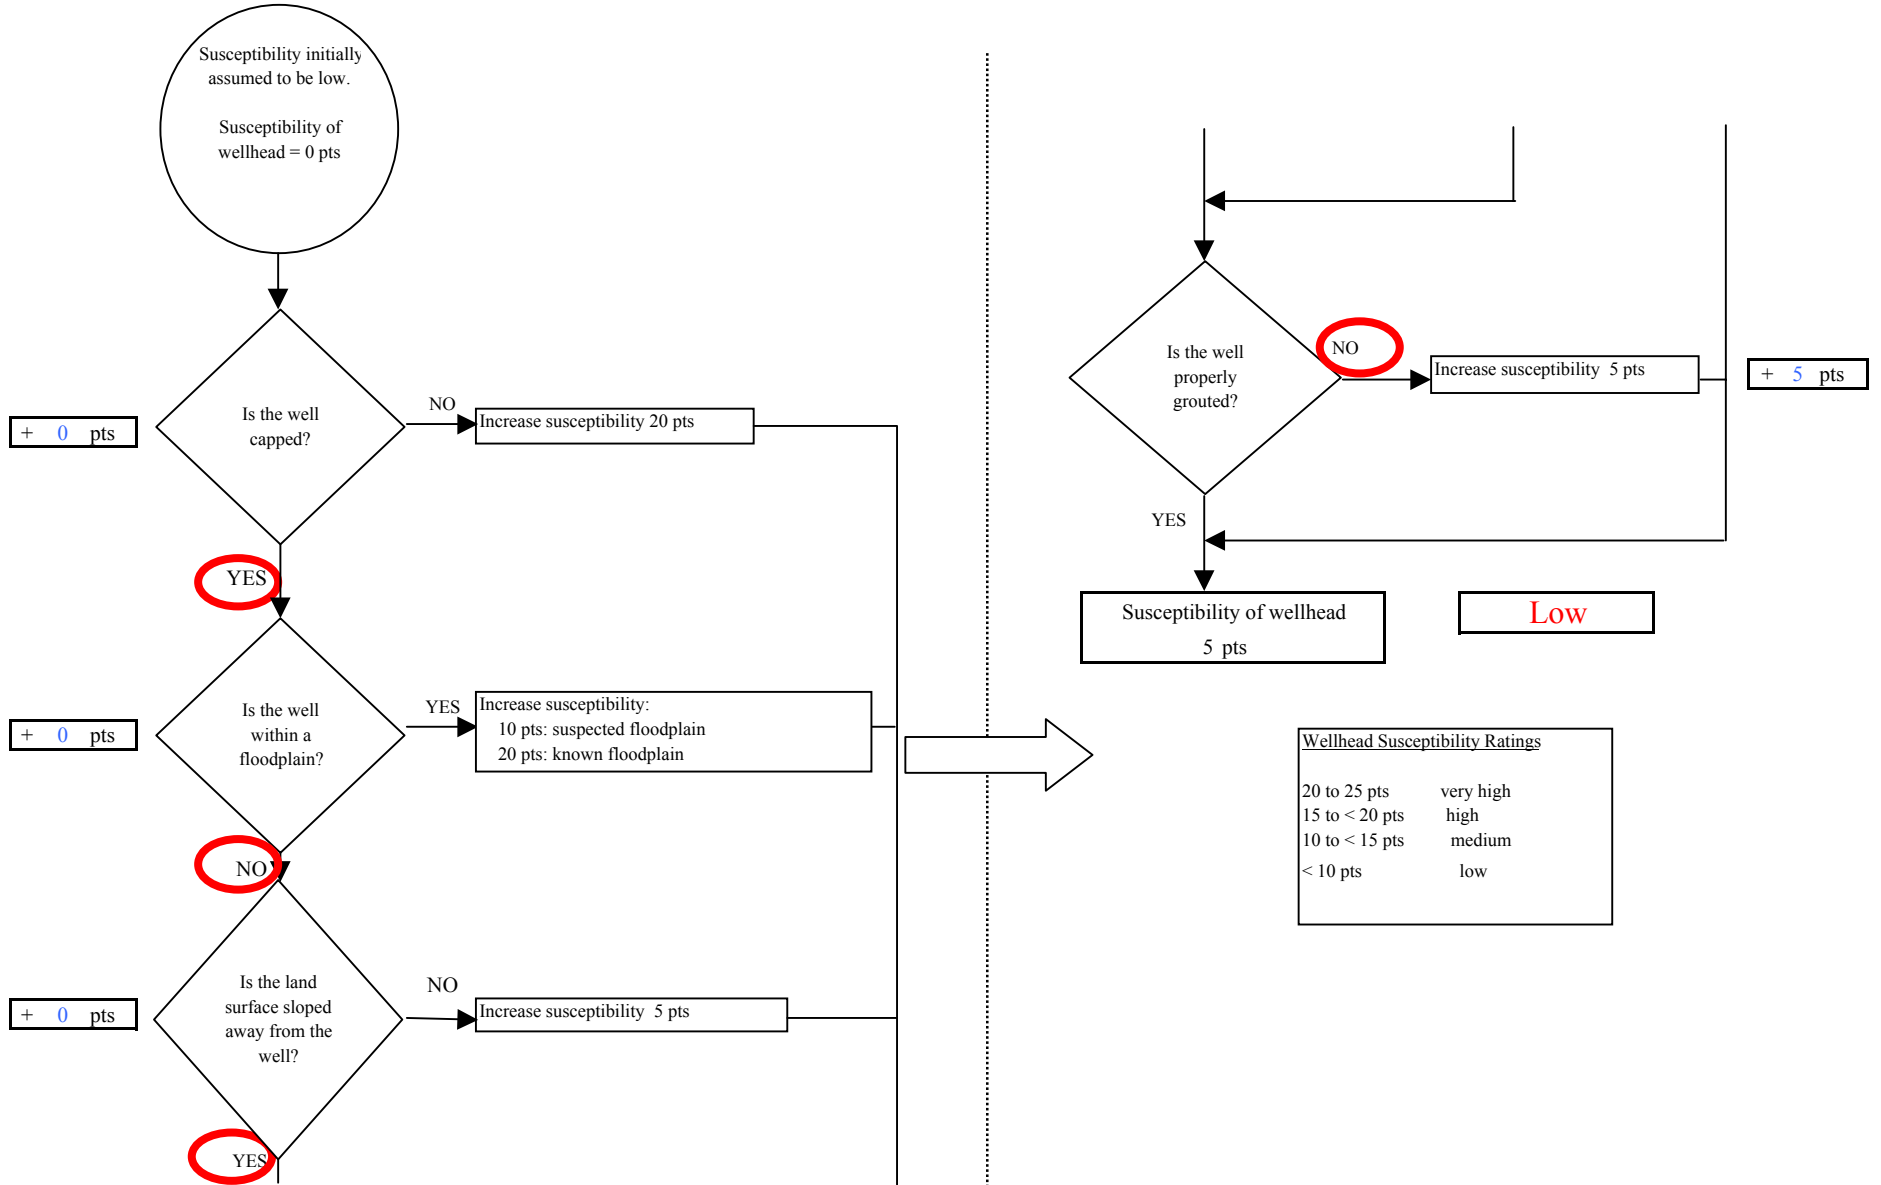 Susceptibility initially
assumed to be low.
Susceptibility of
wellhead = 0 pts
Is the well
capped?
NO
Increase susceptibility 20 pts
+ 0 pts
YES
Is the well
within a
floodplain?
YES
Increase susceptibility:
10 pts: suspected floodplain
20 pts: known floodplain
+ 0 pts
NO
Is the land
surface sloped
away from the
well?
NO
Increase susceptibility 5 pts
+ 0 pts
YES
Is the well
properly
grouted?
NO
Increase susceptibility 5 pts
+ 5 pts
YES
Susceptibility of wellhead
5 pts
Low
Wellhead Susceptibility Ratings
20 to 25 pts very high
15 to < 20 pts high
10 to < 15 pts medium
< 10 pts low